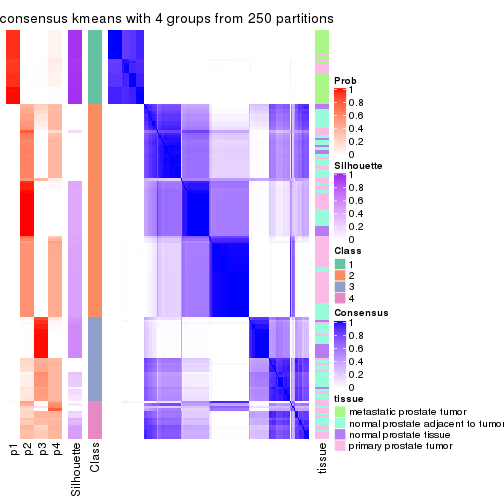 consensus kmeans with 4 groups from 250 partitions
Prob
1
0.8
0.6
0.4
0.2
0
Silhouette
1
0.8
0.6
0.4
0.2
0
Class
1
2
3
4
Consensus
1
0.8
0.6
0.4
0.2
0
tissue
metastatic prostate tumor
normal prostate adjacent to tumor
normal prostate tissue
primary prostate tumor
p1
p2
p3
p4
Silhouette
Class
tissue